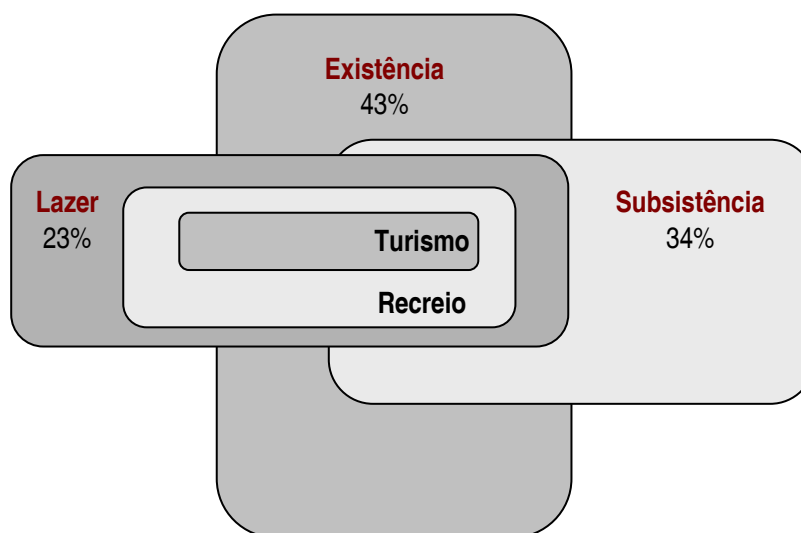 Existência
43%
Lazer
23%
Subsistência
34%
Turismo
Recreio